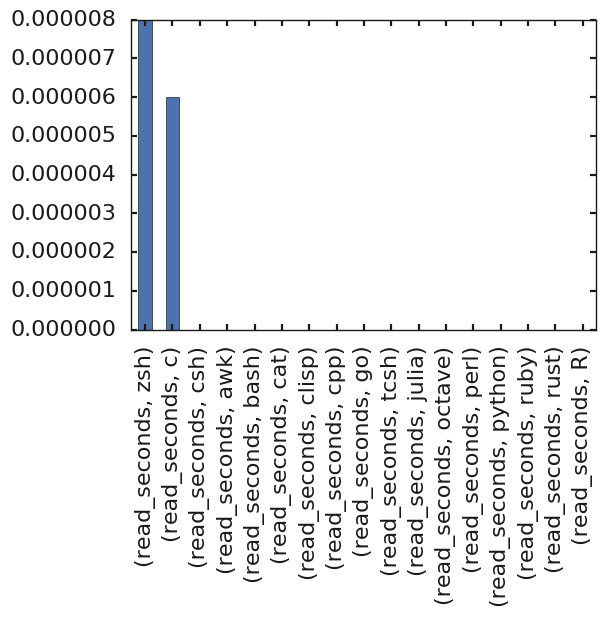 0.000008
0.000007
0.000006
0.000005
0.000004
0.000003
0.000002
0.000001
0.000000
(read_seconds, zsh)
(read_seconds, c)
(read_seconds, csh)
(read_seconds, awk)
(read_seconds, bash)
(read_seconds, cat)
(read_seconds, clisp)
(read_seconds, cpp)
(read_seconds, go)
(read_seconds, tcsh)
(read_seconds, julia)
(read_seconds, octave)
(read_seconds, perl)
(read_seconds, python)
(read_seconds, ruby)
(read_seconds, rust)
(read_seconds, R)